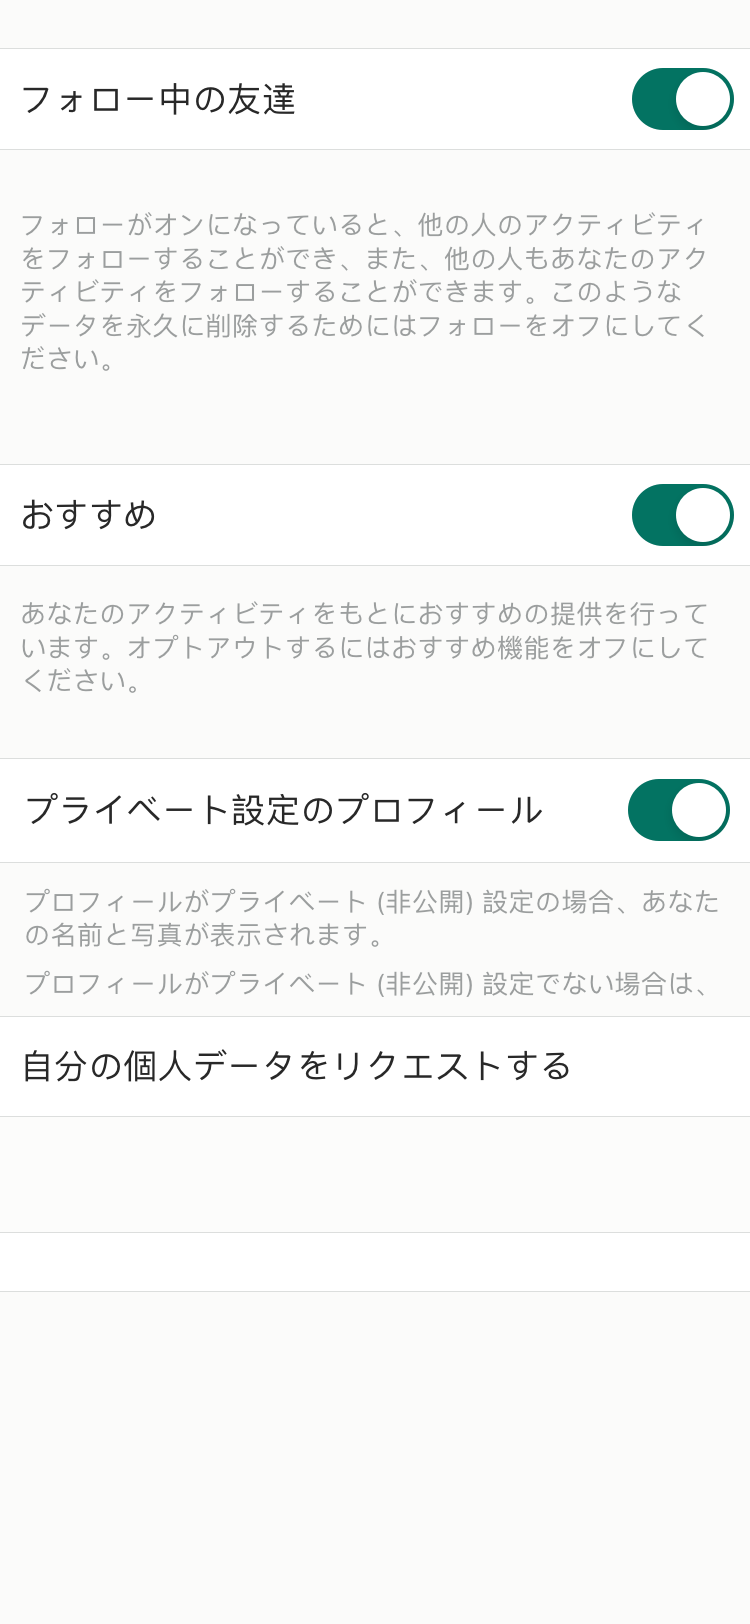 フォロー中の友達
フォローがオンになっていると、他の人のアクティビティ
をフォローすることができ、また、他の人もあなたのアク
ティビティをフォローすることができます。このような
データを永久に削除するためにはフォローをオフにしてく
ださい。
おすすめ
あなたのアクティビティをもとにおすすめの提供を行って
います。オプトアウトするにはおすすめ機能をオフにして
ください。
プライベート設定のプロフィール
プロフィールがプライベート (非公開) 設定の場合、あなた
の名前と写真が表示されます。
プロフィールがプライベート (非公開) 設定でない場合は、
自分の個人データをリクエストする